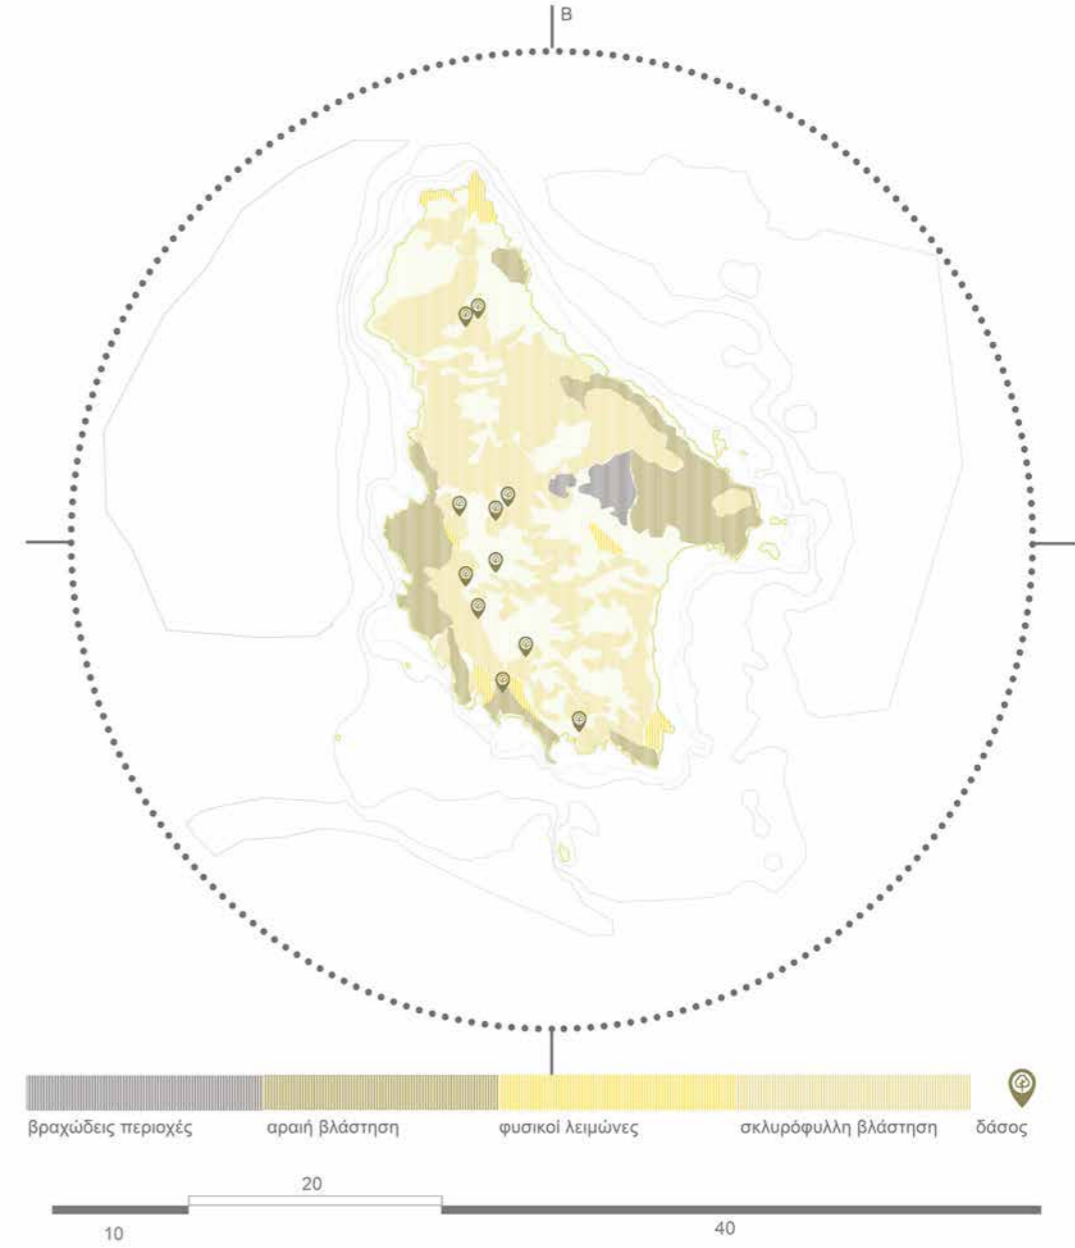 B
βραχώδεις περιοχές αραιή βλάστηση φυσικοί λειμώνες σκληρόφυλλη βλάστηση δάσος
20
10 40